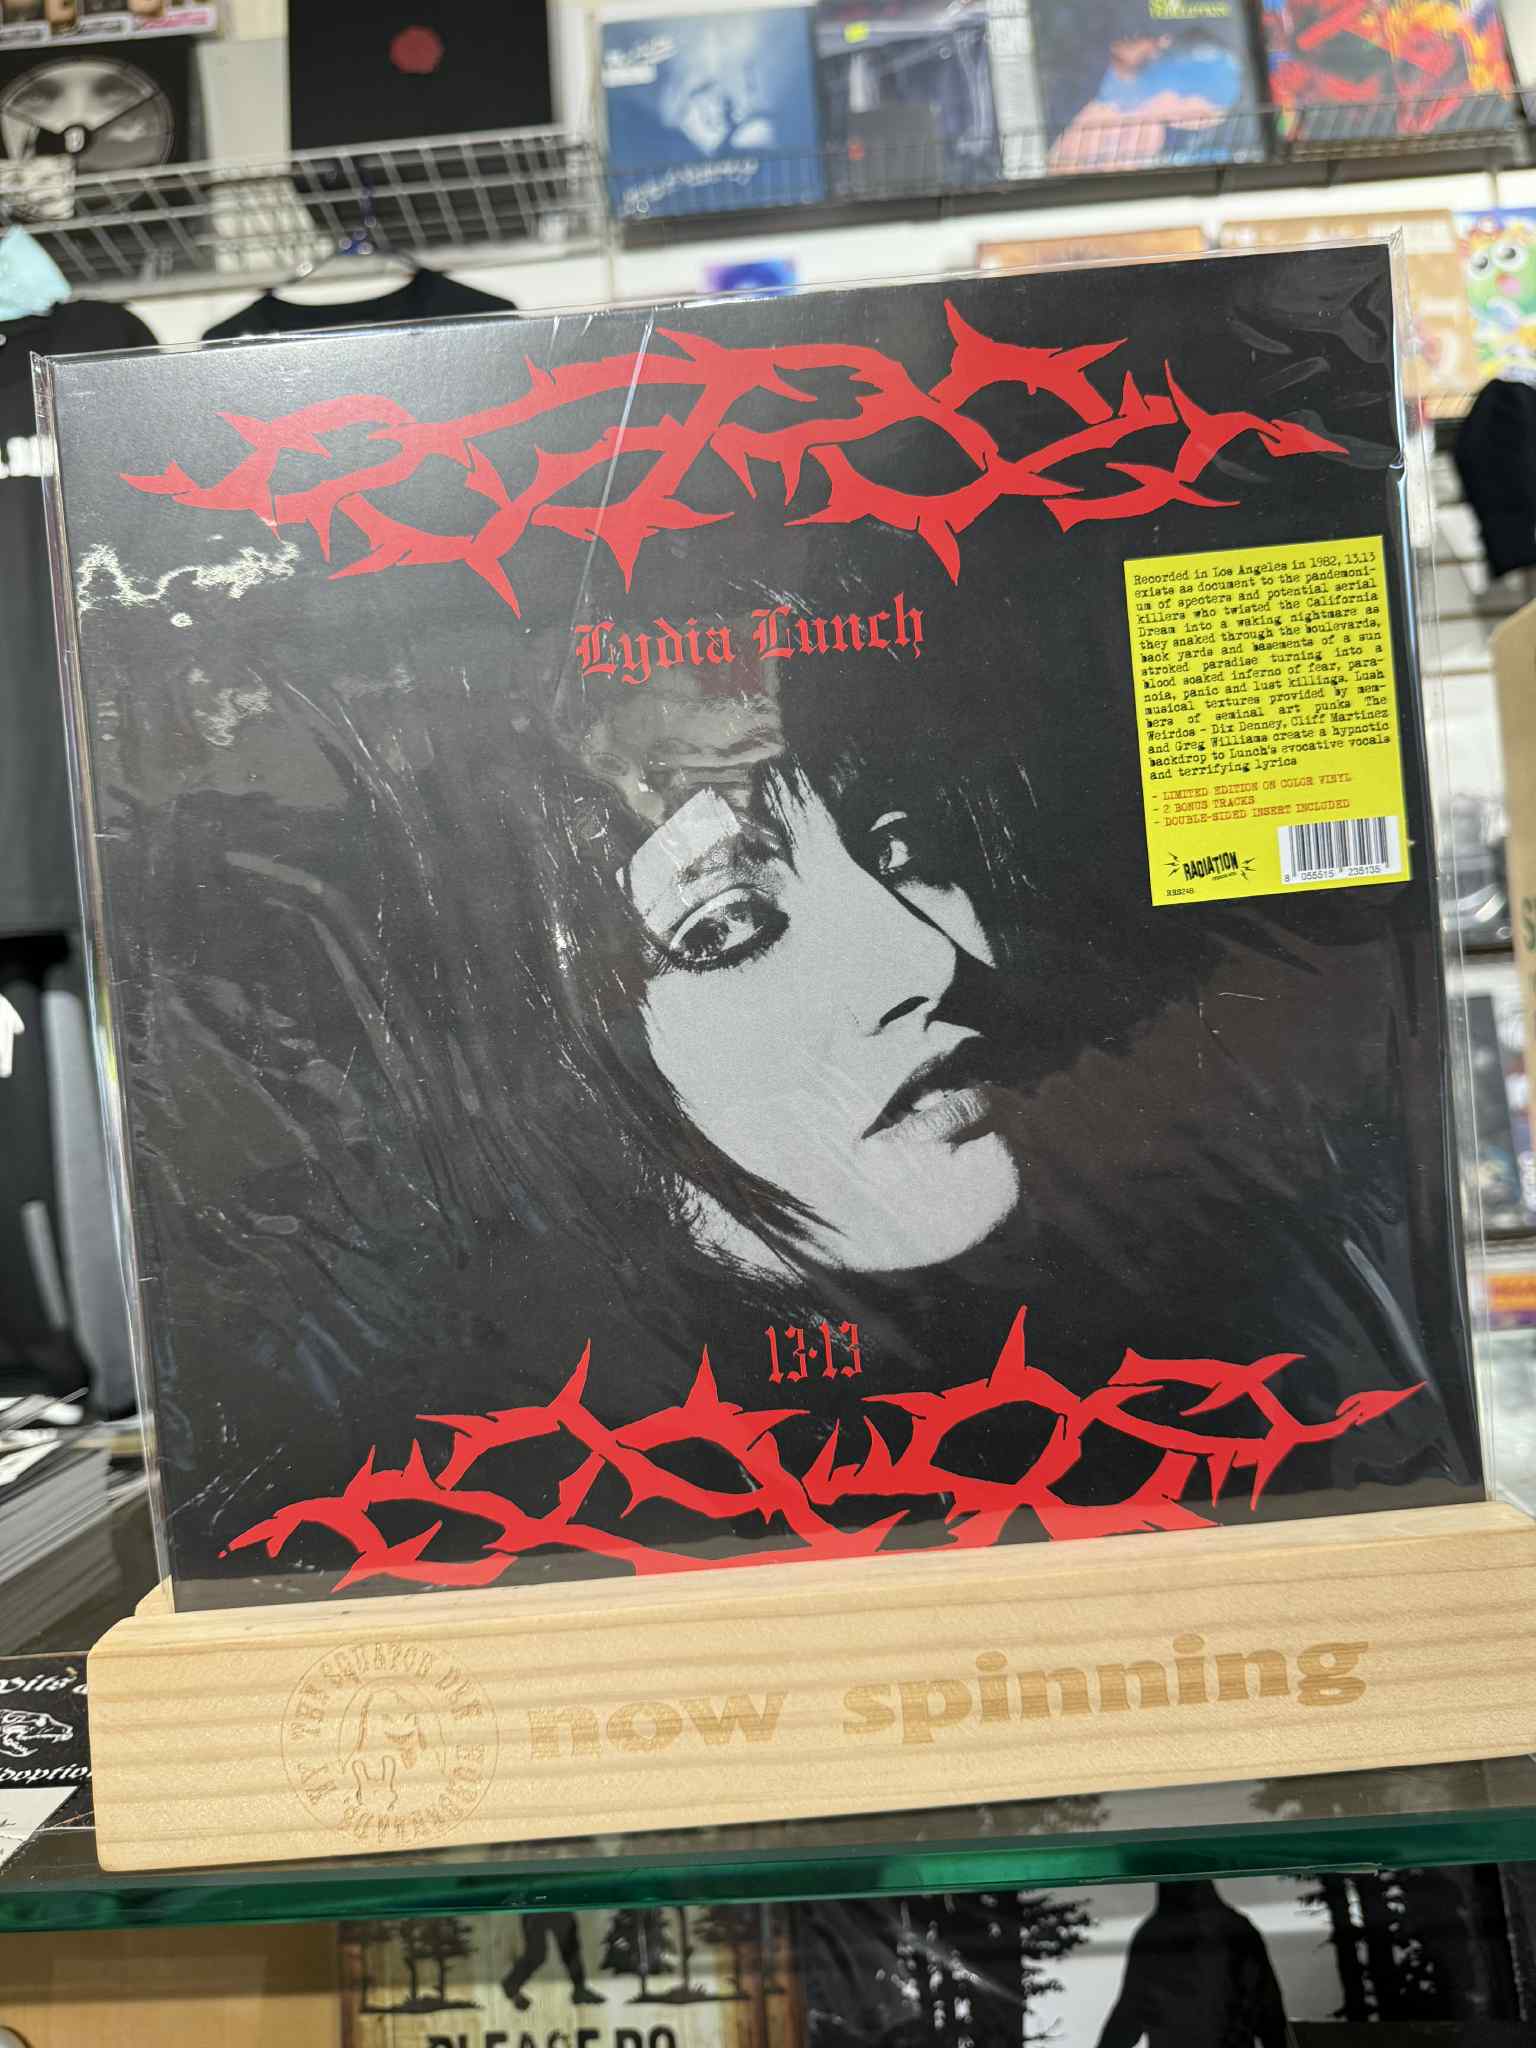 Lydia Lunch
Recorded in Los Angeles in 1982, 13.13
exists as document to the pandemoni-
um of specters and potential serial
killers who twisted the California
Dream into a waking nightmare as
they snaked through the boulevards,
back yards and basements of a sun
stroked paradise turning into a
blood soaked inferno of fear, para-
noia, panic and lust killings. Lush
musical textures provided by mem-
bers of seminal art punks The
Weirdos - Dix Denney, Cliff Martinez
and Greg Williams create a hypnotic
backdrop to Lunch's evocative vocals
and terrifying lyrics
- LIMITED EDITION ON COLOR VINYL
- 2 BONUS TRACKS
- DOUBLE-SIDED INSERT INCLUDED
RADIATION
RRS248
8 055515 235135
13·13
now spinning
PLEASE DO